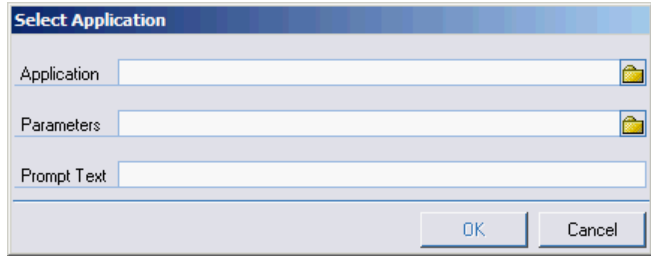 Select Application
Application
Parameters
Prompt Text
OK Cancel